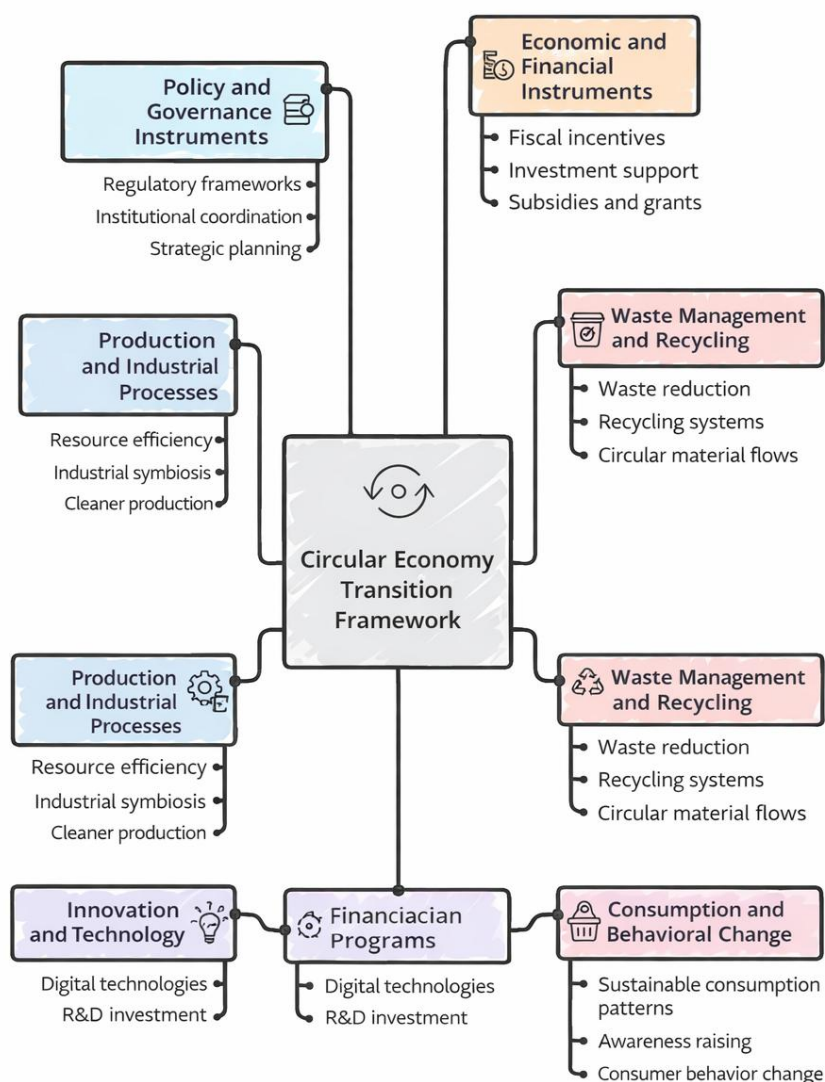 Economic and
Financial
Instruments
Fiscal incentives
Investment support
Subsidies and grants
Policy and
Governance
Instruments
Regulatory frameworks
Institutional coordination
Strategic planning
Production
and Industrial
Processes
Resource efficiency
Industrial symbiosis
Cleaner production
Waste Management
and Recycling
Waste reduction
Recycling systems
Circular material flows
Circular Economy
Transition
Framework
Production
and Industrial
Processes
Resource efficiency
Industrial symbiosis
Cleaner production
Waste Management
and Recycling
Waste reduction
Recycling systems
Circular material flows
Innovation
and Technology
Digital technologies
R&D investment
Financiacian
Programs
Digital technologies
R&D investment
Consumption and
Behavioral Change
Sustainable consumption
patterns
Awareness raising
Consumer behavior change